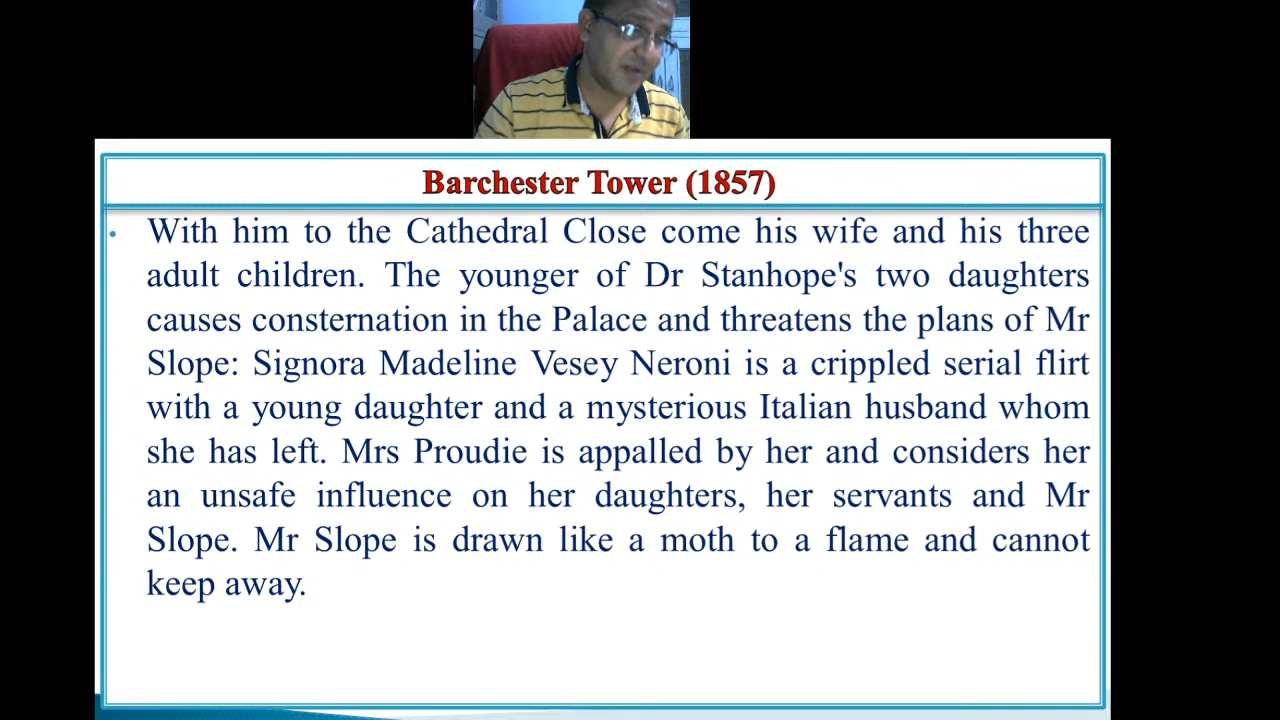 Barchester Tower (1857)
• With him to the Cathedral Close come his wife and his three
adult children. The younger of Dr Stanhope's two daughters
causes consternation in the Palace and threatens the plans of Mr
Slope: Signora Madeline Vesey Neroni is a crippled serial flirt
with a young daughter and a mysterious Italian husband whom
she has left. Mrs Proudie is appalled by her and considers her
an unsafe influence on her daughters, her servants and Mr
Slope. Mr Slope is drawn like a moth to a flame and cannot
keep away.